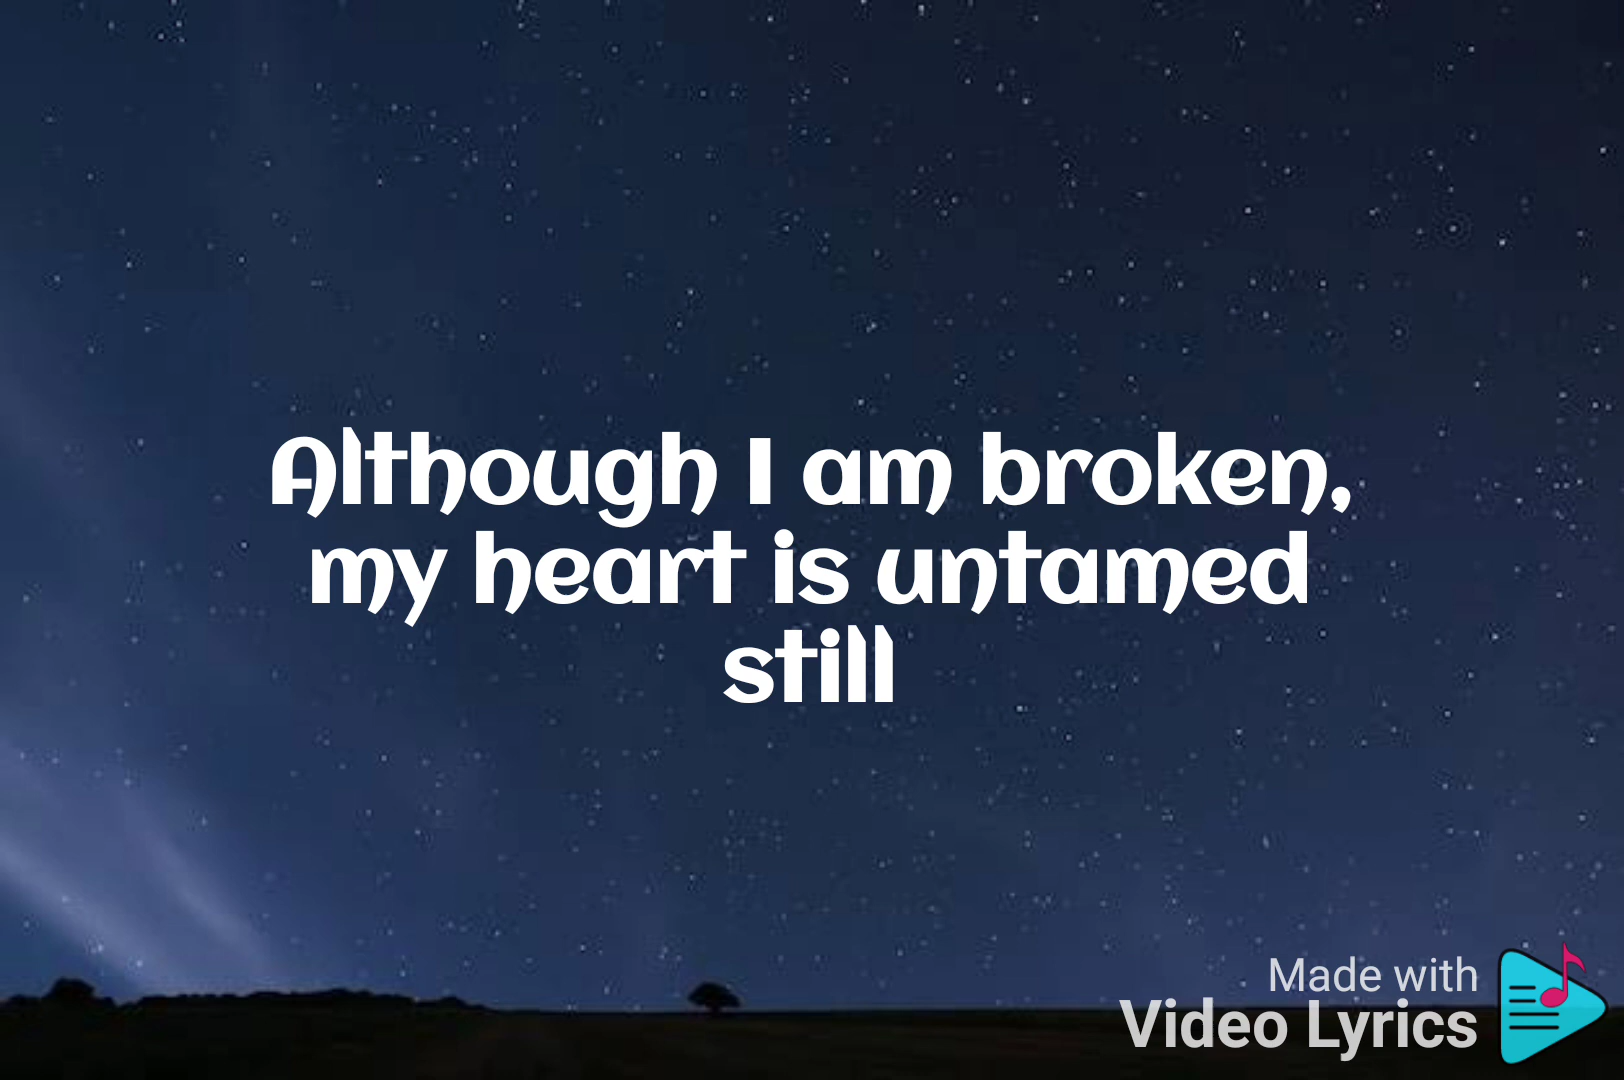 Although I am broken,
my heart is untamed
still
Made with
Video Lyrics